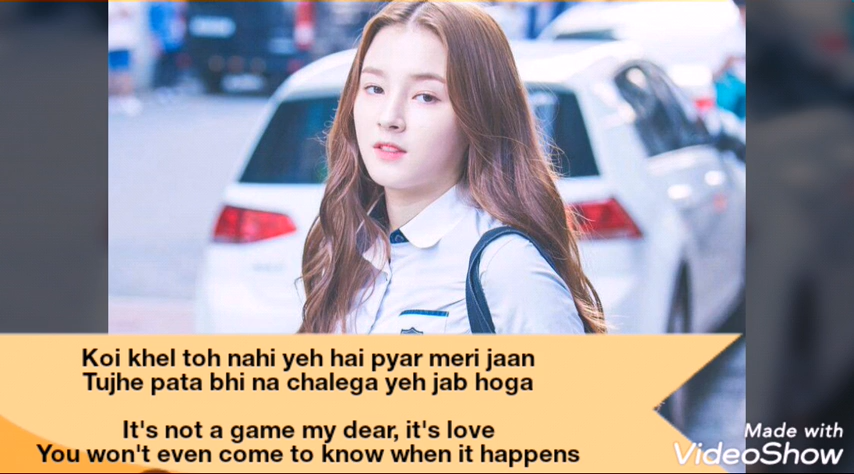 Koi khel toh nahi yeh hai pyar meri jaan
Tujhe pata bhi na chalega yeh jab hoga
It's not a game my dear, it's love
You won't even come to know when it happens
Made with
VideoShow